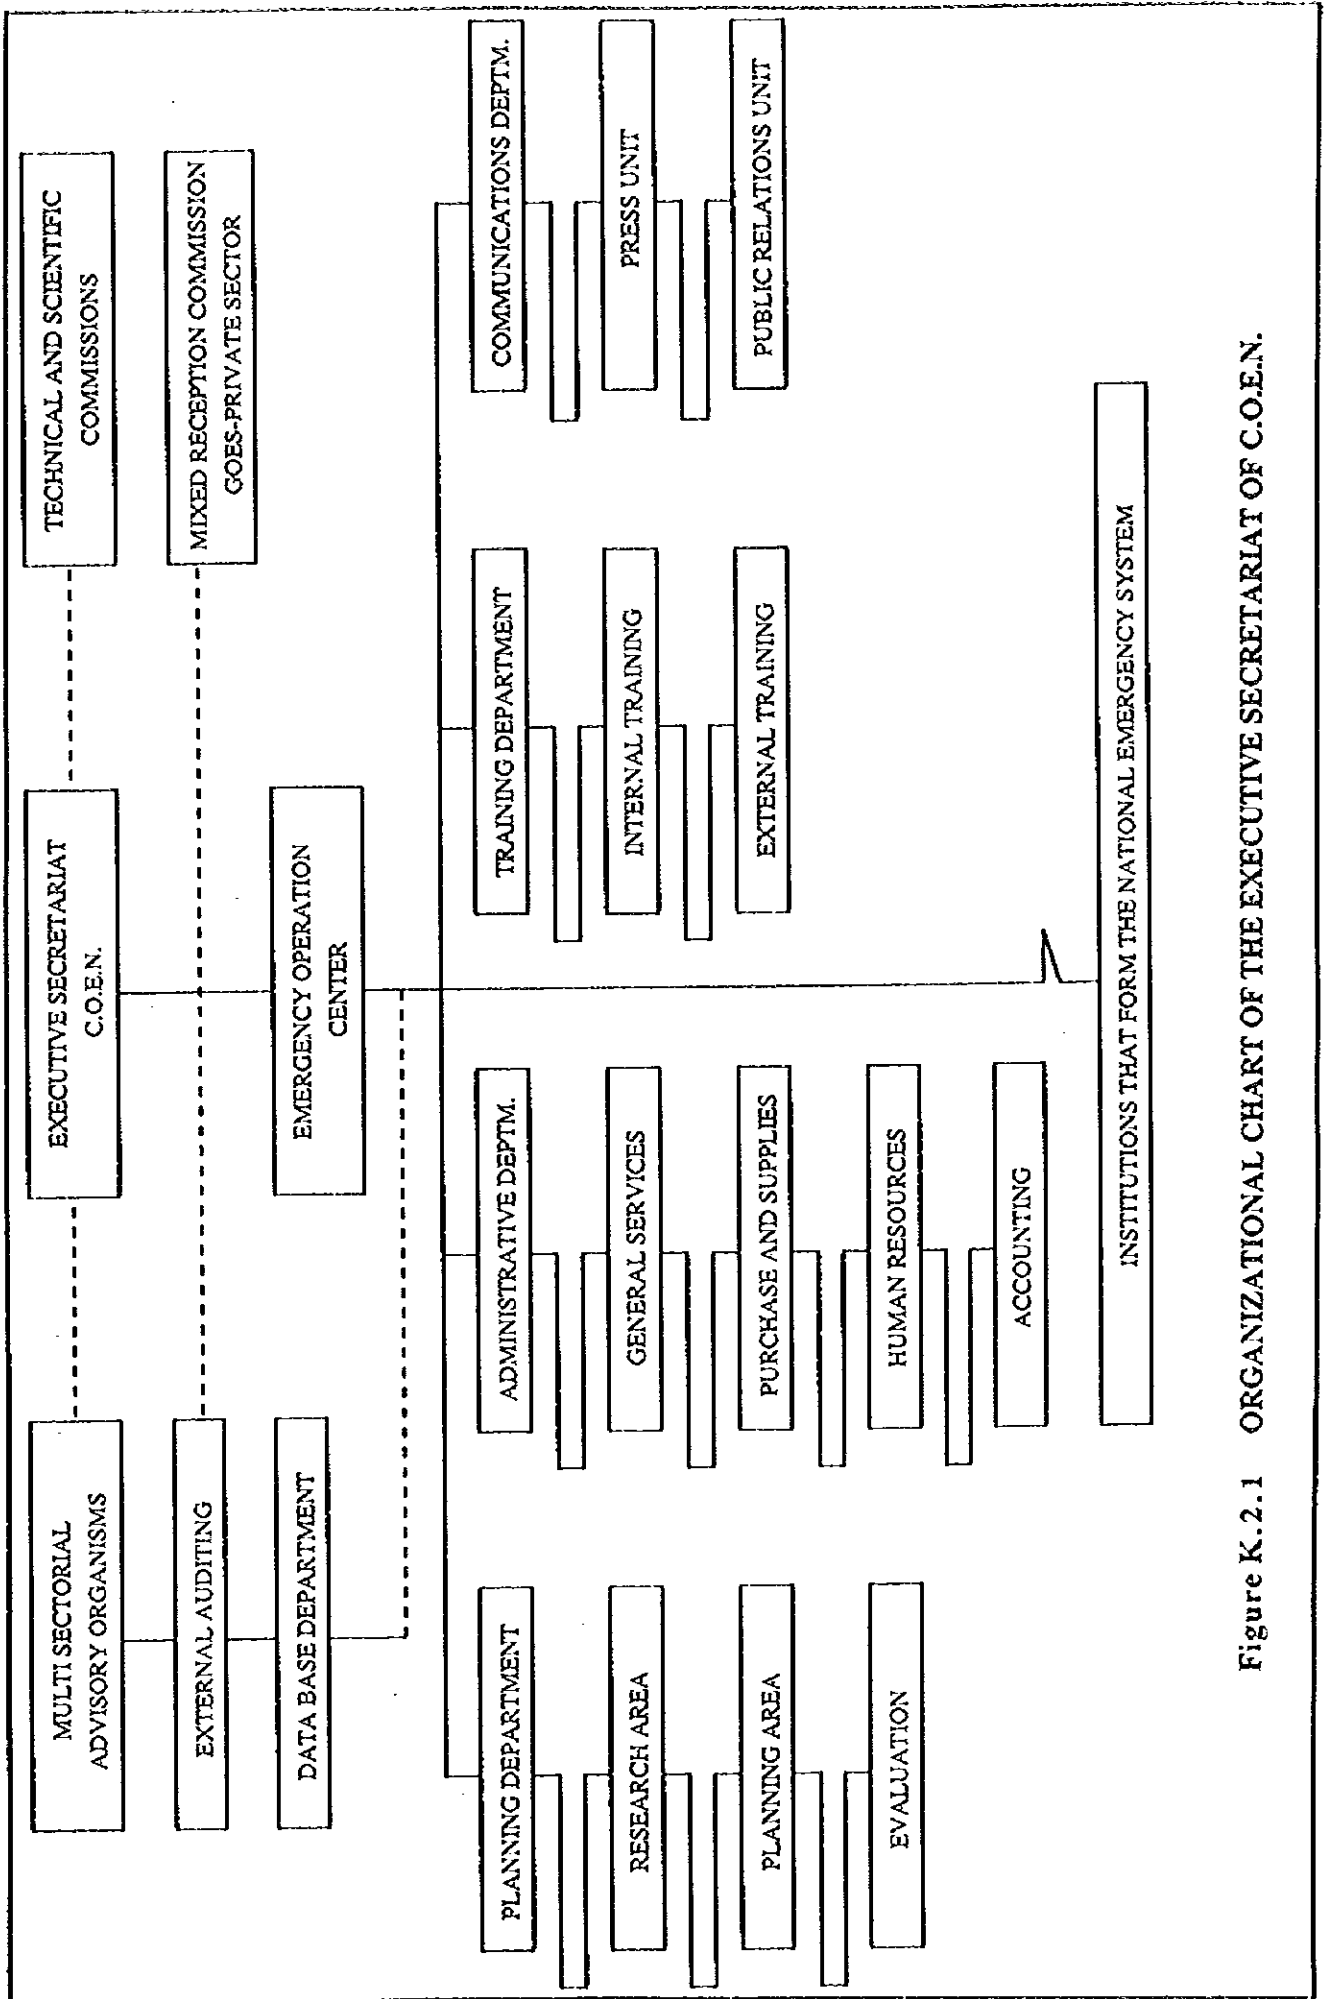 MULTI SECTORIAL
ADVISORY ORGANISMS
EXECUTIVE SECRETARIAT
C.O.E.N.
TECHNICAL AND SCIENTIFIC
COMMISSIONS
EXTERNAL AUDITING
MIXED RECEPTION COMMISSION
GOES-PRIVATE SECTOR
DATA BASE DEPARTMENT
EMERGENCY OPERATION
CENTER
PLANNING DEPARTMENT
RESEARCH AREA
PLANNING AREA
EVALUATION
ADMINISTRATIVE DEPTM.
GENERAL SERVICES
PURCHASE AND SUPPLIES
HUMAN RESOURCES
ACCOUNTING
TRAINING DEPARTMENT
INTERNAL TRAINING
EXTERNAL TRAINING
COMMUNICATIONS DEPTM.
PRESS UNIT
PUBLIC RELATIONS UNIT
INSTITUTIONS THAT FORM THE NATIONAL EMERGENCY SYSTEM
Figure K.2.1 ORGANIZATIONAL CHART OF THE EXECUTIVE SECRETARIAT OF C.O.E.N.